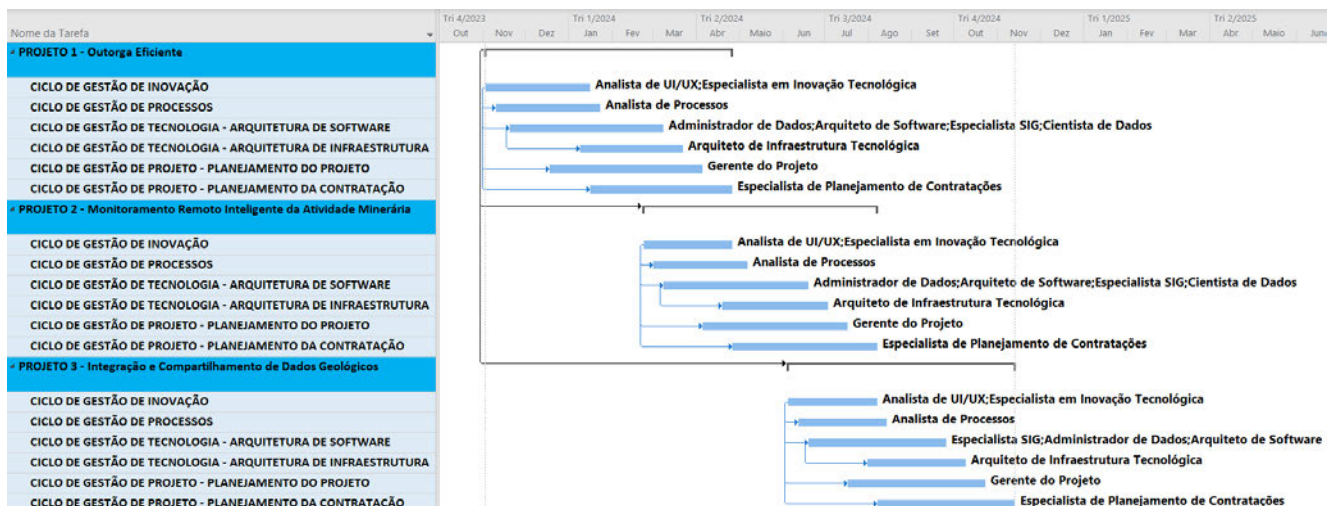 Tri 4/2023 Tri 1/2024 Tri 2/2024 Tri 3/2024 Tri 4/2024 Tri 1/2025 Tri 2/2025
Nome da Tarefa Out Nov Dez Jan Fev Mar Abr Maio Jun Jul Ago Set Out Nov Dez Jan Fev Mar Abr Maio Juni
PROJETO 1 - Outorga Eficiente
CICLO DE GESTÃO DE INOVAÇÃO Analista de UI/UX;Especialista em Inovação Tecnológica
CICLO DE GESTÃO DE PROCESSOS Analista de Processos
CICLO DE GESTÃO DE TECNOLOGIA - ARQUITETURA DE SOFTWARE Administrador de Dados;Arquiteto de Software;Especialista SIG;Cientista de Dados
CICLO DE GESTÃO DE TECNOLOGIA - ARQUITETURA DE INFRAESTRUTURA Arquiteto de Infraestrutura Tecnológica
CICLO DE GESTÃO DE PROJETO - PLANEJAMENTO DO PROJETO Gerente do Projeto
CICLO DE GESTÃO DE PROJETO - PLANEJAMENTO DA CONTRATAÇÃO Especialista de Planejamento de Contratações
PROJETO 2 - Monitoramento Remoto Inteligente da Atividade Minerária
CICLO DE GESTÃO DE INOVAÇÃO Analista de UI/UX;Especialista em Inovação Tecnológica
CICLO DE GESTÃO DE PROCESSOS Analista de Processos
CICLO DE GESTÃO DE TECNOLOGIA - ARQUITETURA DE SOFTWARE Administrador de Dados;Arquiteto de Software;Especialista SIG;Cientista de Dados
CICLO DE GESTÃO DE TECNOLOGIA - ARQUITETURA DE INFRAESTRUTURA Arquiteto de Infraestrutura Tecnológica
CICLO DE GESTÃO DE PROJETO - PLANEJAMENTO DO PROJETO Gerente do Projeto
CICLO DE GESTÃO DE PROJETO - PLANEJAMENTO DA CONTRATAÇÃO Especialista de Planejamento de Contratações
PROJETO 3 - Integração e Compartilhamento de Dados Geológicos
CICLO DE GESTÃO DE INOVAÇÃO Analista de UI/UX;Especialista em Inovação Tecnológica
CICLO DE GESTÃO DE PROCESSOS Analista de Processos
CICLO DE GESTÃO DE TECNOLOGIA - ARQUITETURA DE SOFTWARE Especialista SIG;Administrador de Dados;Arquiteto de Software
CICLO DE GESTÃO DE TECNOLOGIA - ARQUITETURA DE INFRAESTRUTURA Arquiteto de Infraestrutura Tecnológica
CICLO DE GESTÃO DE PROJETO - PLANEJAMENTO DO PROJETO Gerente do Projeto
CICLO DE GESTÃO DE PROJETO - PLANEJAMENTO DA CONTRATAÇÃO Especialista de Planejamento de Contratações